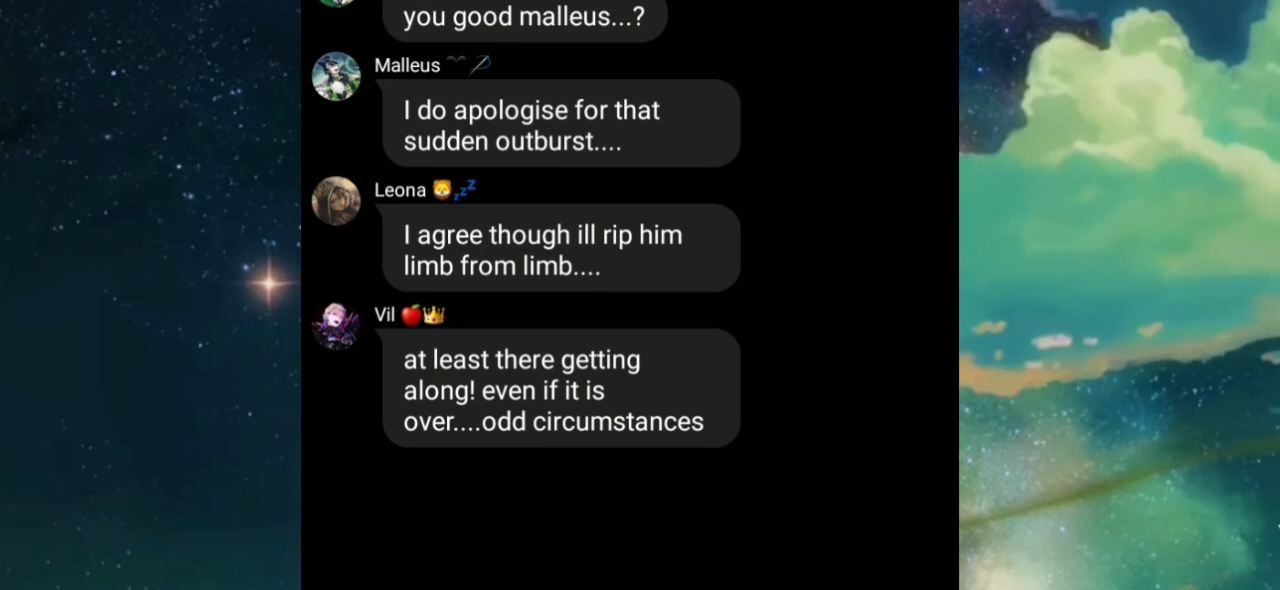 you good malleus...?
Malleus
I do apologise for that
sudden outburst....
Leona 💤
I agree though ill rip him
limb from limb....
Vil
at least there getting
along! even if it is
over....odd circumstances